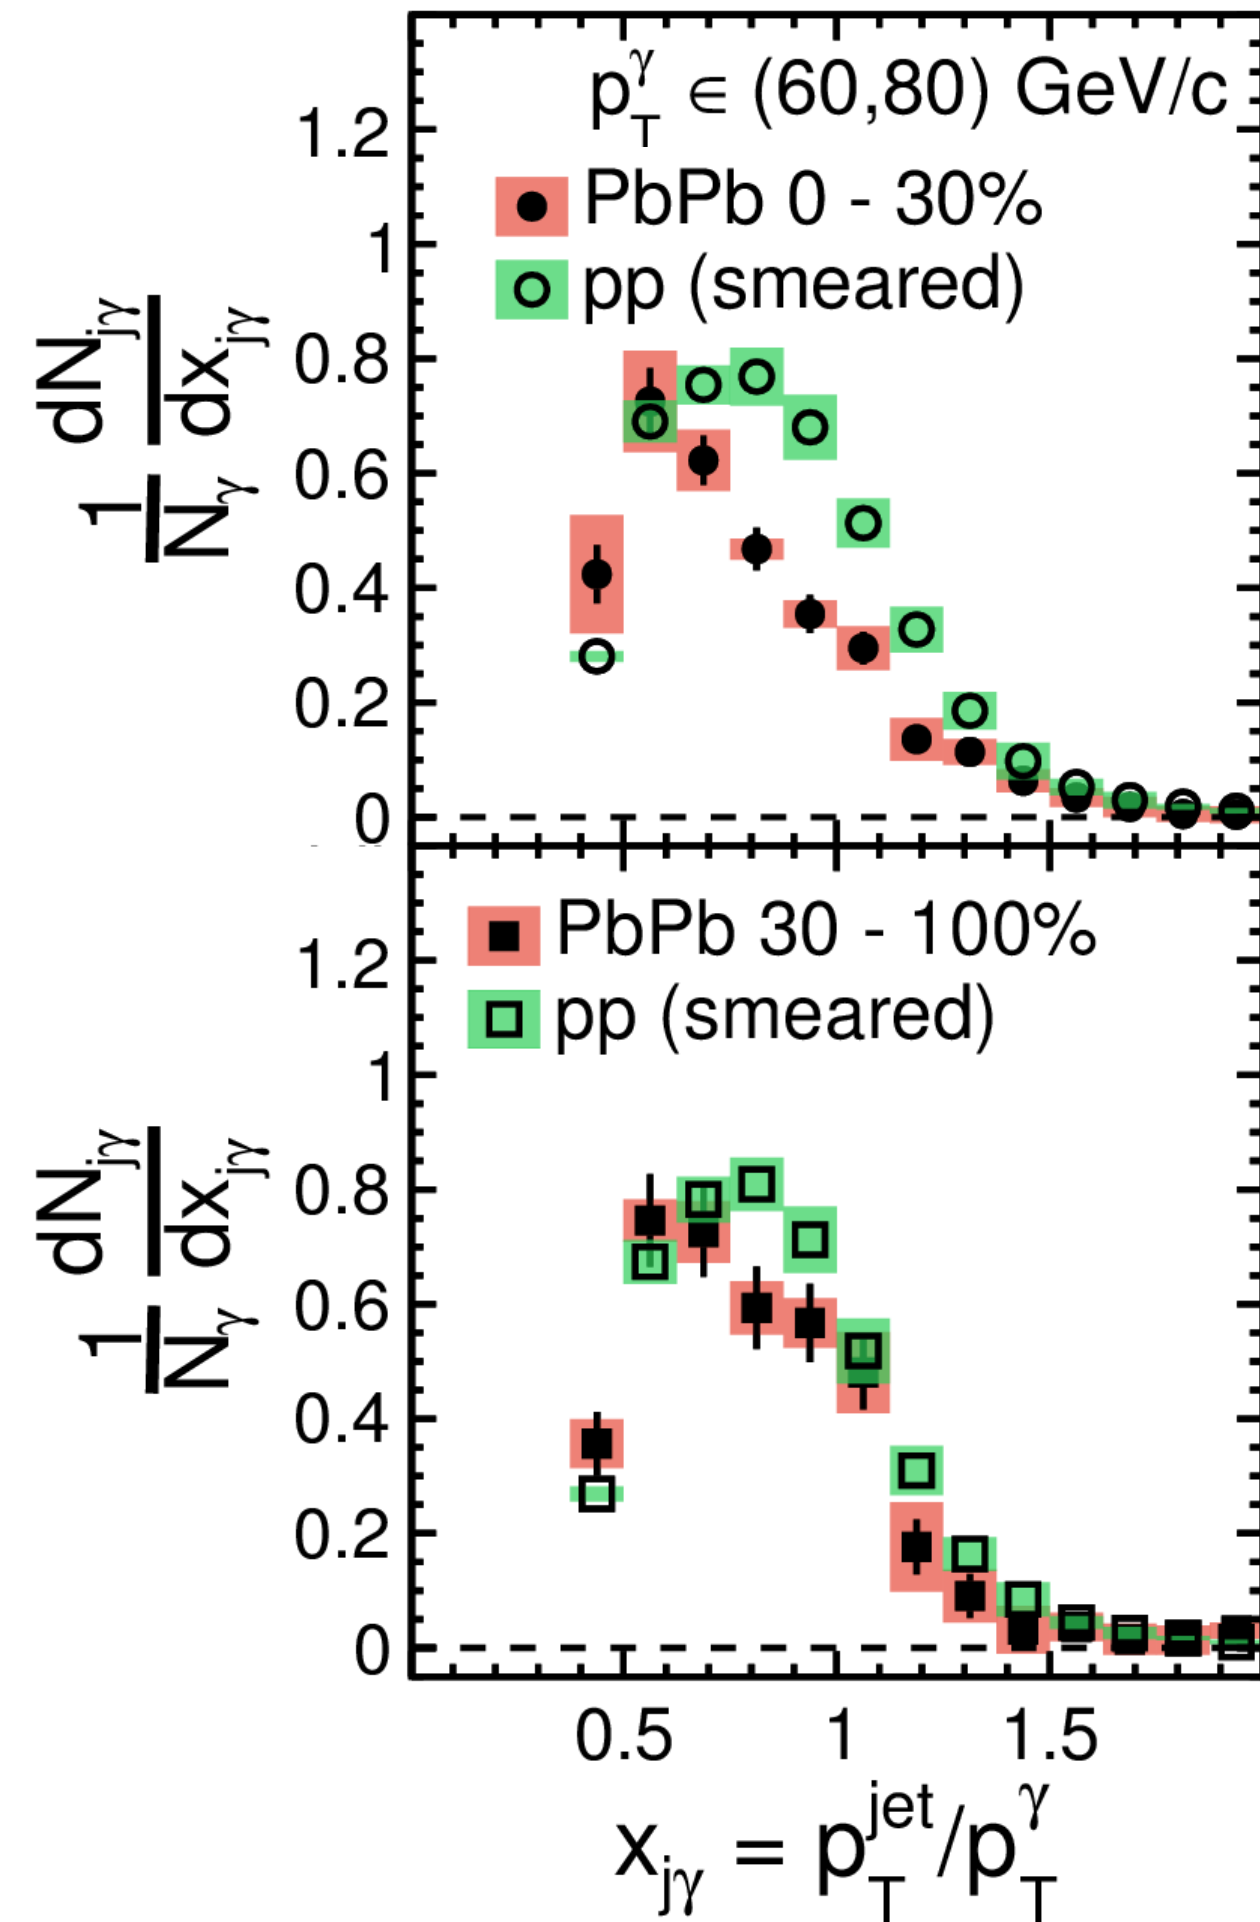 p_T^γ ∈ (60,80) GeV/c
PbPb 0 - 30%
pp (smeared)
1/N_γ dN_jγ/dx_jγ
1.2
1
0.8
0.6
0.4
0.2
0
PbPb 30 - 100%
pp (smeared)
1/N_γ dN_jγ/dx_jγ
1.2
1
0.8
0.6
0.4
0.2
0
0.5 1 1.5
x_jγ = p_T^jet/p_T^γ